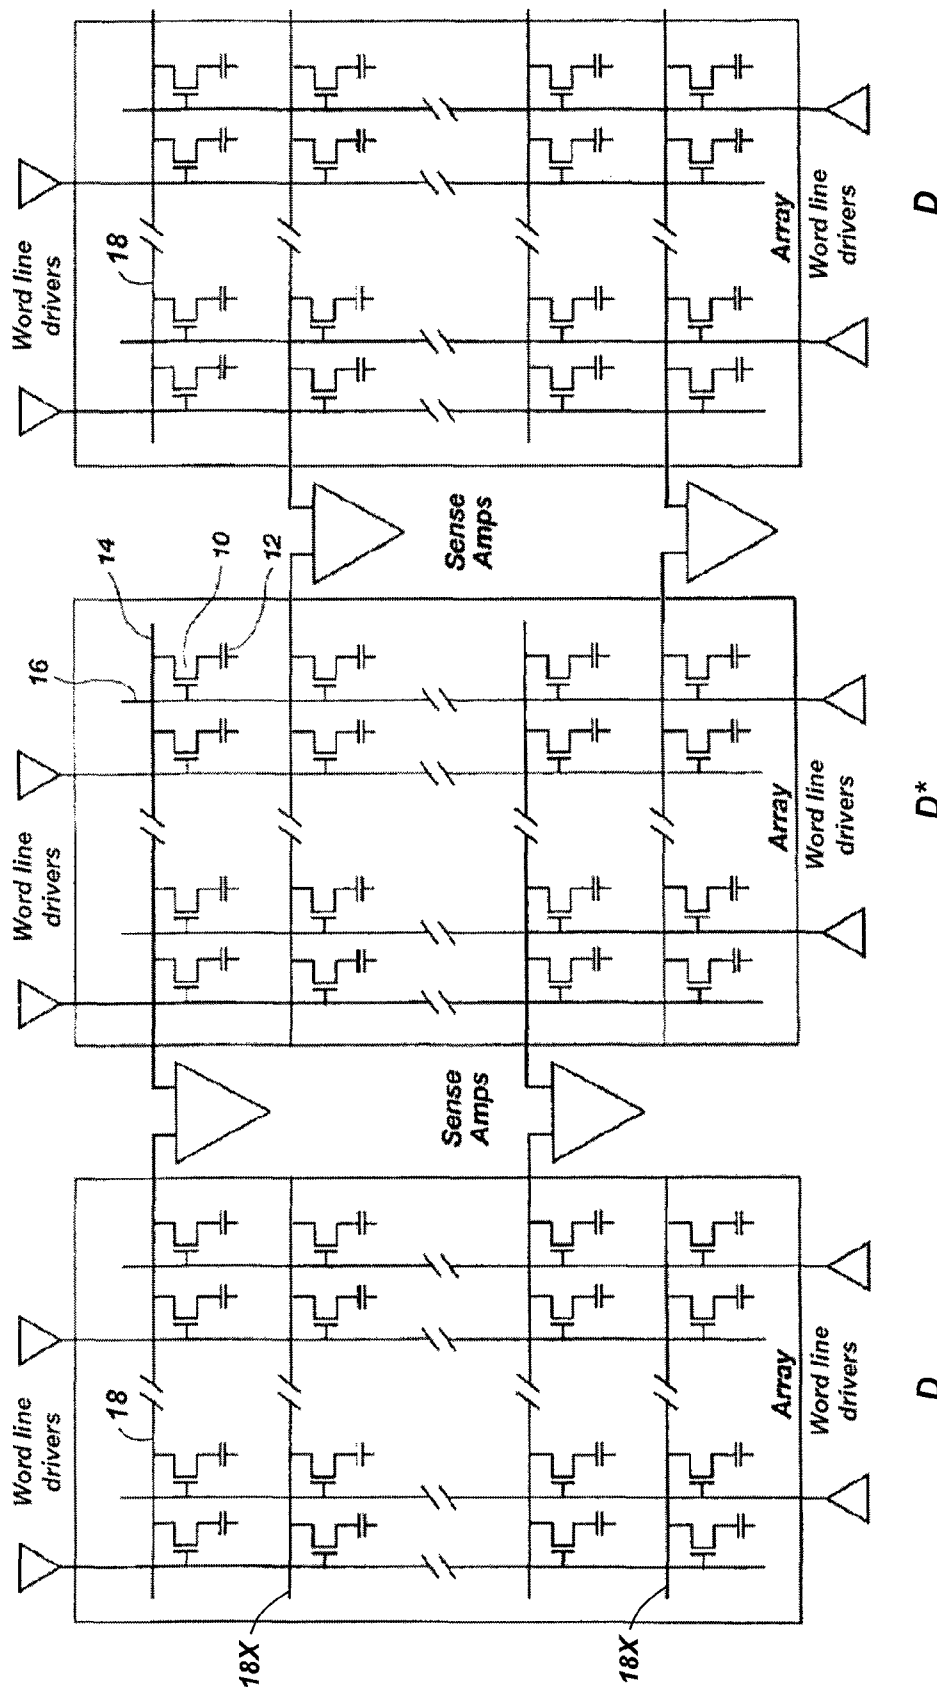 Word line
drivers
Word line
drivers
Word line
drivers
16
18
14
18
10
18X
12
Sense
Amps
Sense
Amps
18X
Array
Array
Array
Word line
drivers
Word line
drivers
Word line
drivers
D
D*
D